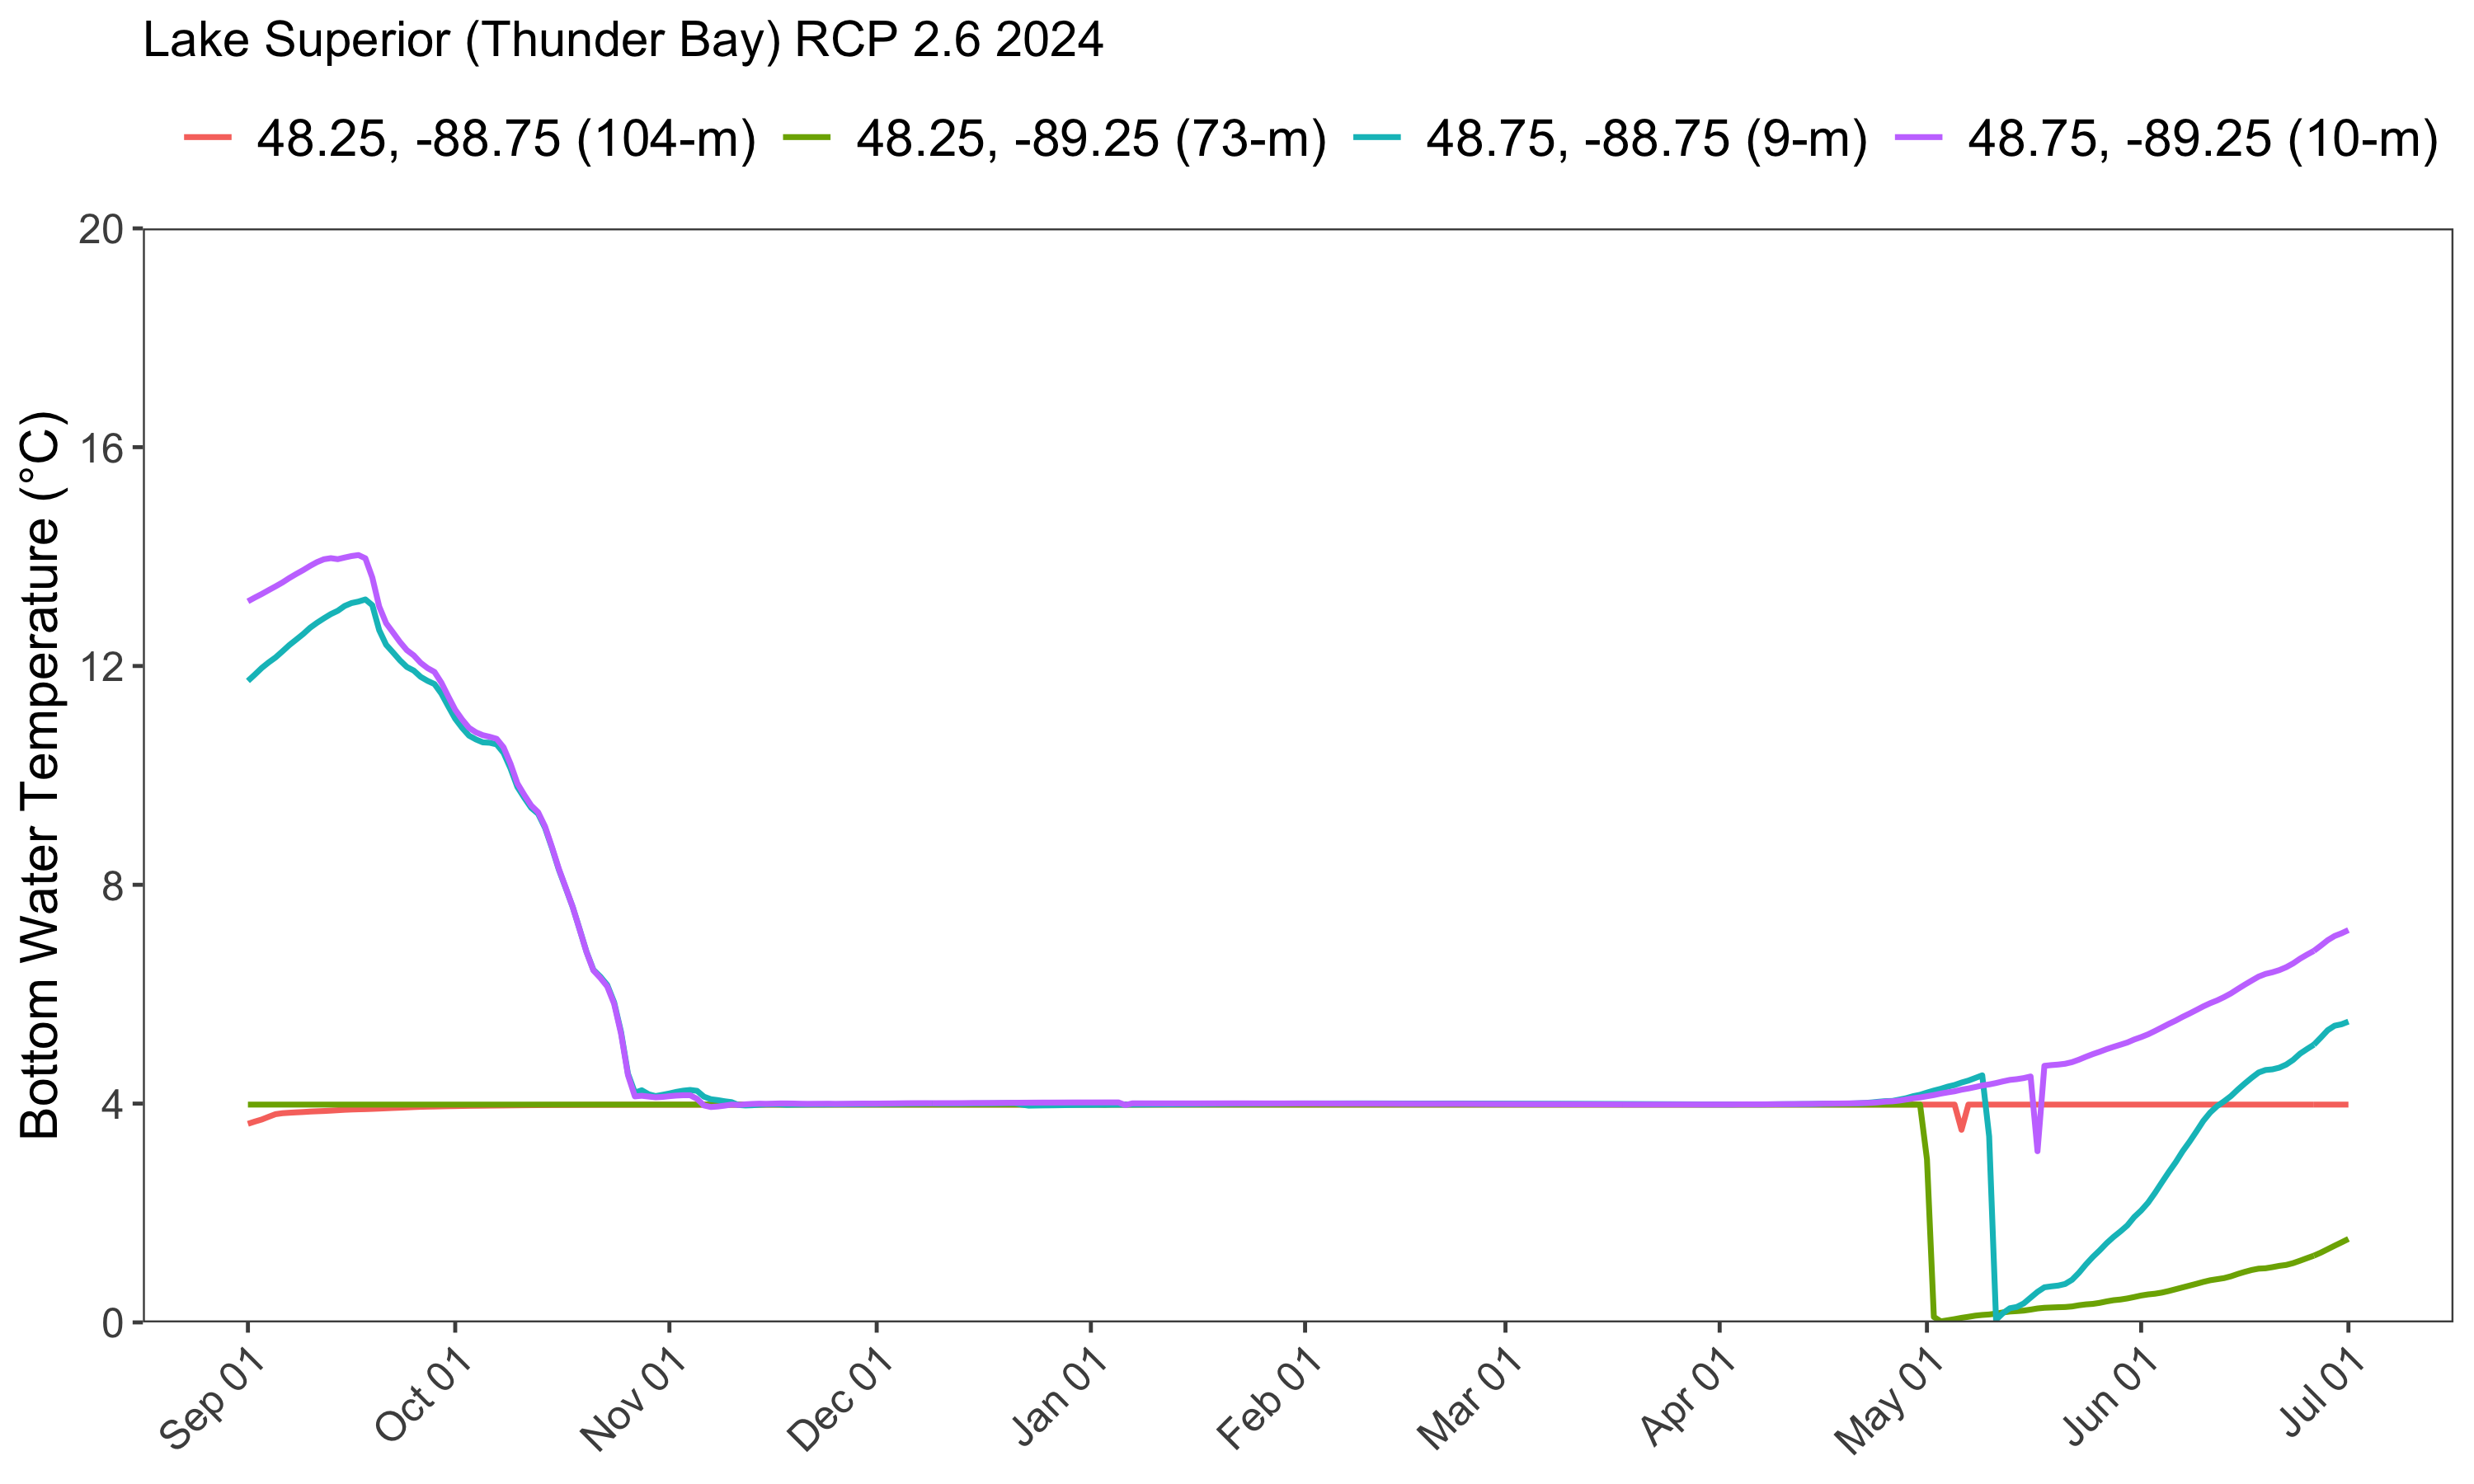 Lake Superior (Thunder Bay) RCP 2.6 2024
48.25, -88.75 (104-m) 48.25, -89.25 (73-m) 48.75, -88.75 (9-m) 48.75, -89.25 (10-m)
Bottom Water Temperature (°C)
20
16
12
8
4
0
Sep 01 Oct 01 Nov 01 Dec 01 Jan 01 Feb 01 Mar 01 Apr 01 May 01 Jun 01 Jul 01